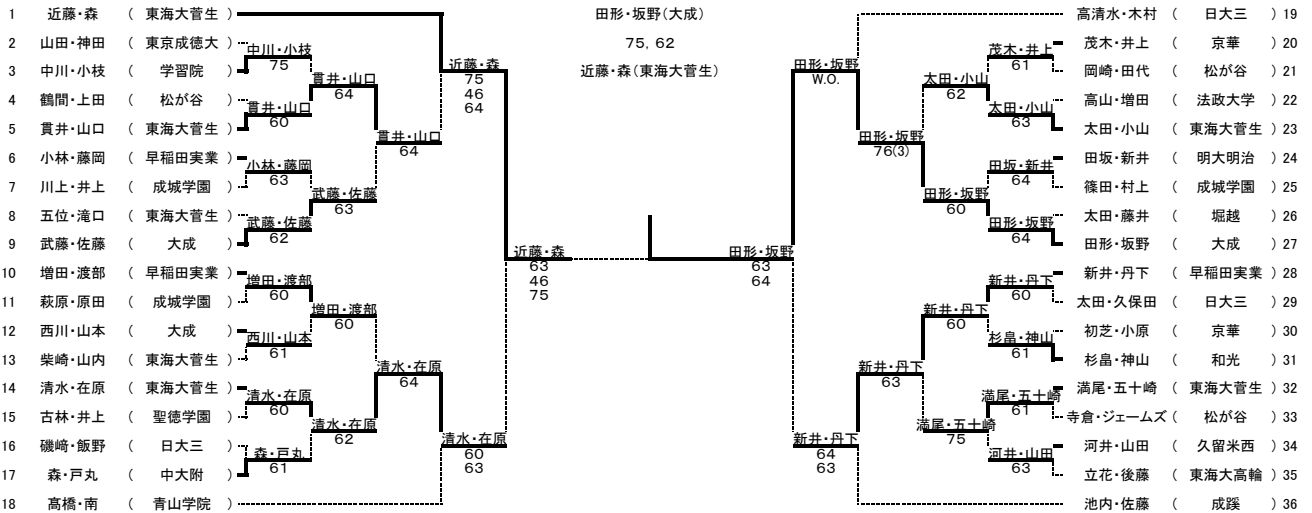 田形・坂野(大成)
75, 62
近藤・森(東海大菅生)
1 近藤・森 ( 東海大菅生 )
2 山田・神田 ( 東京成徳大 )
3 中川・小枝 ( 学習院 )
4 鶴間・上田 ( 松が谷 )
5 貫井・山口 ( 東海大菅生 )
6 小林・藤岡 ( 早稲田実業 )
7 川上・井上 ( 成城学園 )
8 五位・滝口 ( 東海大菅生 )
9 武藤・佐藤 ( 大成 )
10 増田・渡部 ( 早稲田実業 )
11 萩原・原田 ( 成城学園 )
12 西川・山本 ( 大成 )
13 柴崎・山内 ( 東海大菅生 )
14 清水・在原 ( 東海大菅生 )
15 古林・井上 ( 聖徳学園 )
16 磯﨑・飯野 ( 日大三 )
17 森・戸丸 ( 中大附 )
18 髙橋・南 ( 青山学院 )
中川・小枝
75
貫井・山口
60
小林・藤岡
63
武藤・佐藤
62
増田・渡部
60
西川・山本
61
清水・在原
60
森・戸丸
61
貫井・山口
64
武藤・佐藤
63
増田・渡部
60
清水・在原
62
貫井・山口
64
清水・在原
64
近藤・森
75
46
64
清水・在原
60
63
近藤・森
63
46
75
田形・坂野
63
64
田形・坂野
W.O.
新井・丹下
64
63
田形・坂野
76(3)
新井・丹下
63
太田・小山
62
田形・坂野
60
新井・丹下
60
満尾・五十崎
75
茂木・井上
61
太田・小山
63
田坂・新井
64
田形・坂野
64
新井・丹下
60
杉畠・神山
61
満尾・五十崎
61
河井・山田
63
高清水・木村 ( 日大三 ) 19
茂木・井上 ( 京華 ) 20
岡崎・田代 ( 松が谷 ) 21
高山・増田 ( 法政大学 ) 22
太田・小山 ( 東海大菅生 ) 23
田坂・新井 ( 明大明治 ) 24
篠田・村上 ( 成城学園 ) 25
太田・藤井 ( 堀越 ) 26
田形・坂野 ( 大成 ) 27
新井・丹下 ( 早稲田実業 ) 28
太田・久保田 ( 日大三 ) 29
初芝・小原 ( 京華 ) 30
杉畠・神山 ( 和光 ) 31
満尾・五十崎 ( 東海大菅生 ) 32
寺倉・ジェームズ ( 松が谷 ) 33
河井・山田 ( 久留米西 ) 34
立花・後藤 ( 東海大高輪 ) 35
池内・佐藤 ( 成蹊 ) 36